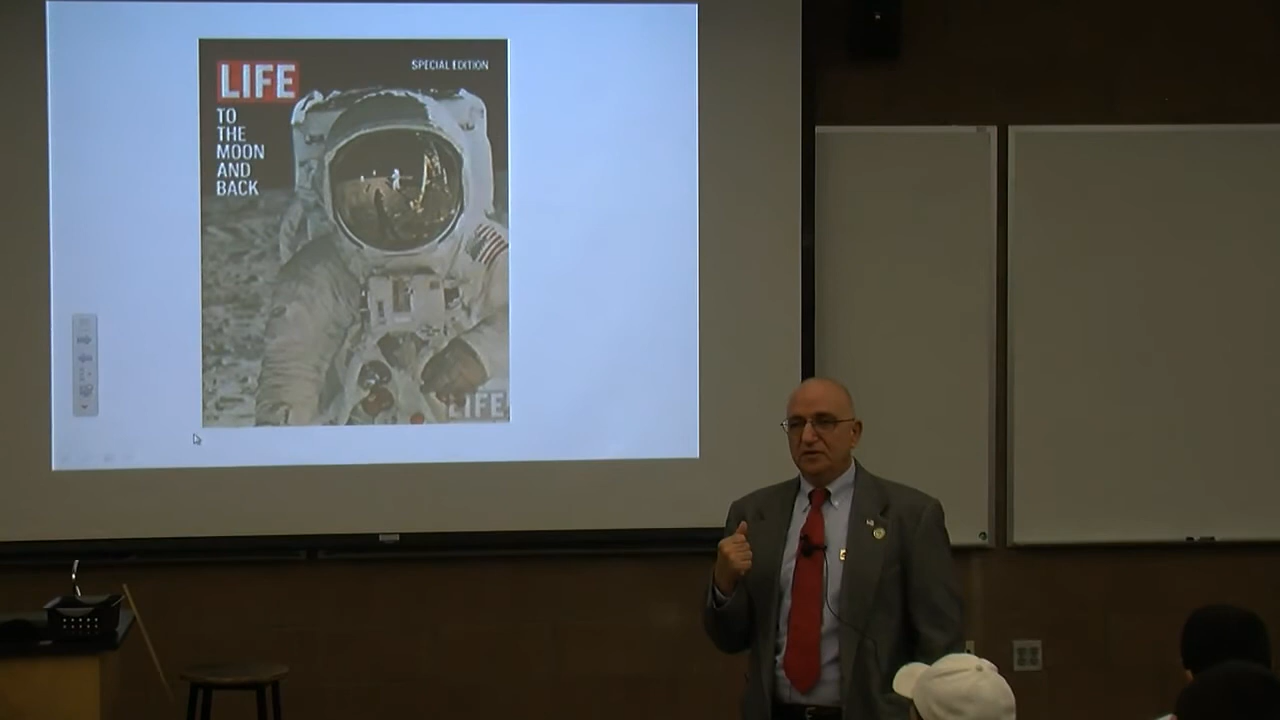 LIFE
SPECIAL EDITION
TO
THE
MOON
AND
BACK
LIFE